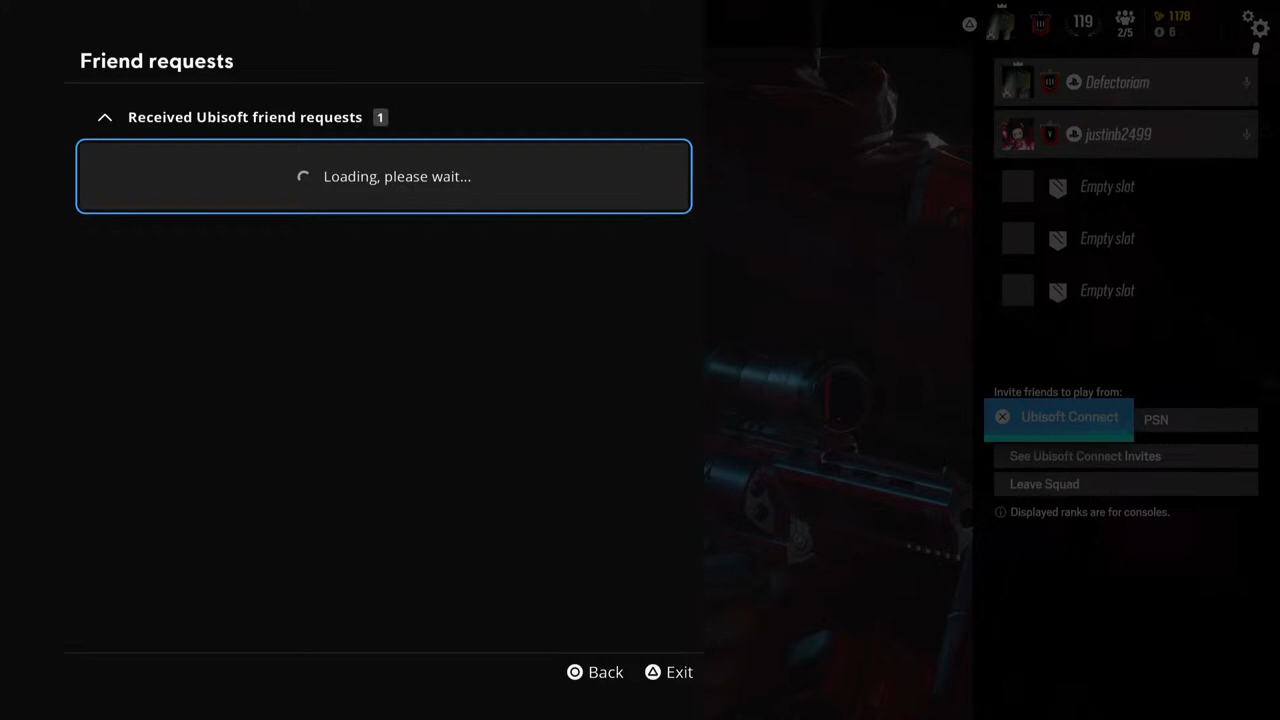 Friend requests
Received Ubisoft friend requests 1
Loading, please wait...
Back
Exit
119
2/5
1178
6
III
Defectoriam
V
justinb2499
Empty slot
Empty slot
Empty slot
Invite friends to play from:
Ubisoft Connect
PSN
See Ubisoft Connect Invites
Leave Squad
Displayed ranks are for consoles.